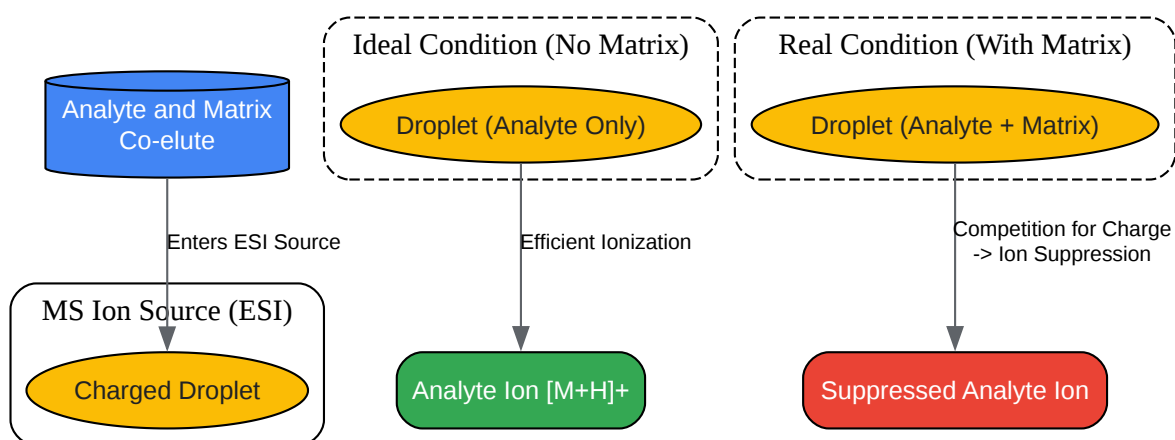 Analyte and Matrix
Co-elute
Enters ESI Source
MS Ion Source (ESI)
Charged Droplet
Ideal Condition (No Matrix)
Droplet (Analyte Only)
Efficient Ionization
Analyte Ion [M+H]+
Real Condition (With Matrix)
Droplet (Analyte + Matrix)
Competition for Charge
-> Ion Suppression
Suppressed Analyte Ion